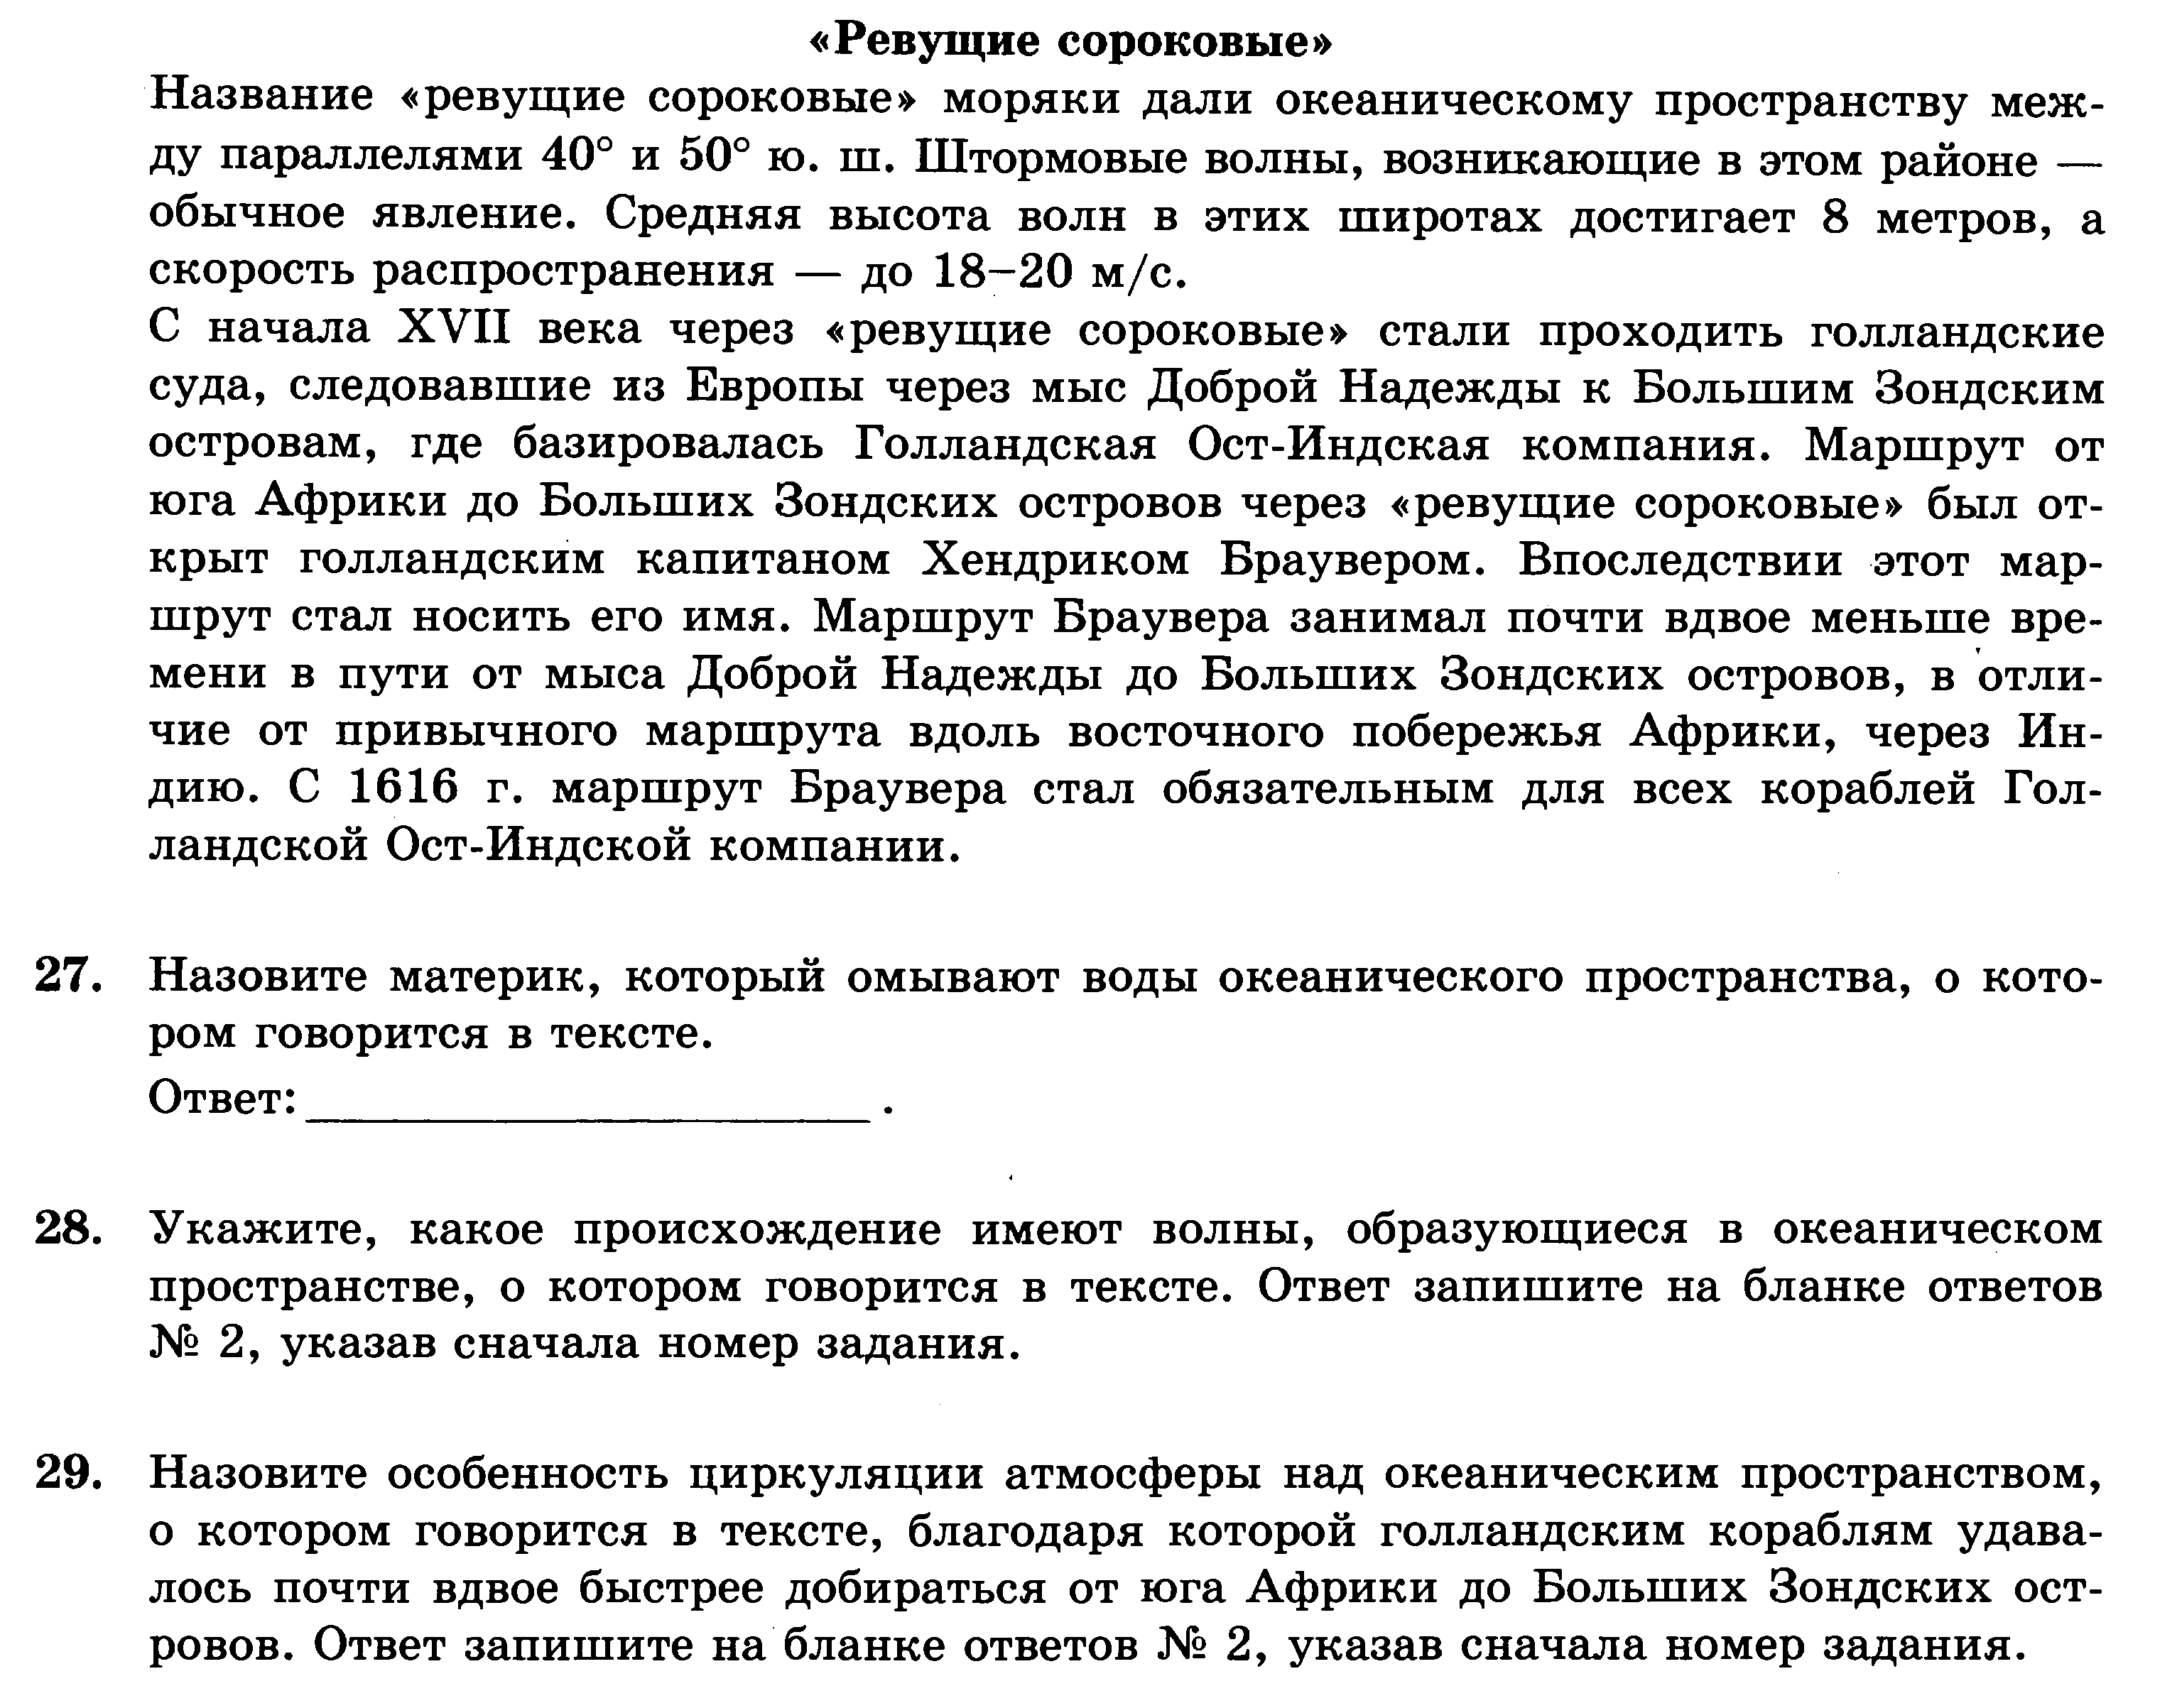 «Ревущие сороковые»
Название «ревущие сороковые» моряки дали океаническому пространству меж-
ду параллелями 40° и 50° ю. ш. Штормовые волны, возникающие в этом районе —
обычное явление. Средняя высота волн в этих широтах достигает 8 метров, а
скорость распространения — до 18–20 м/с.
С начала XVII века через «ревущие сороковые» стали проходить голландские
суда, следовавшие из Европы через мыс Доброй Надежды к Большим Зондским
островам, где базировалась Голландская Ост-Индская компания. Маршрут от
юга Африки до Больших Зондских островов через «ревущие сороковые» был от-
крыт голландским капитаном Хендриком Браувером. Впоследствии этот мар-
шрут стал носить его имя. Маршрут Браувера занимал почти вдвое меньше вре-
мени в пути от мыса Доброй Надежды до Больших Зондских островов, в отли-
чие от привычного маршрута вдоль восточного побережья Африки, через Ин-
дию. С 1616 г. маршрут Браувера стал обязательным для всех кораблей Гол-
ландской Ост-Индской компании.
27. Назовите материк, который омывают воды океанического пространства, о кото-
ром говорится в тексте.
Ответ: ____________________ .
28. Укажите, какое происхождение имеют волны, образующиеся в океаническом
пространстве, о котором говорится в тексте. Ответ запишите на бланке ответов
№ 2, указав сначала номер задания.
29. Назовите особенность циркуляции атмосферы над океаническим пространством,
о котором говорится в тексте, благодаря которой голландским кораблям удава-
лось почти вдвое быстрее добираться от юга Африки до Больших Зондских ост-
ровов. Ответ запишите на бланке ответов № 2, указав сначала номер задания.